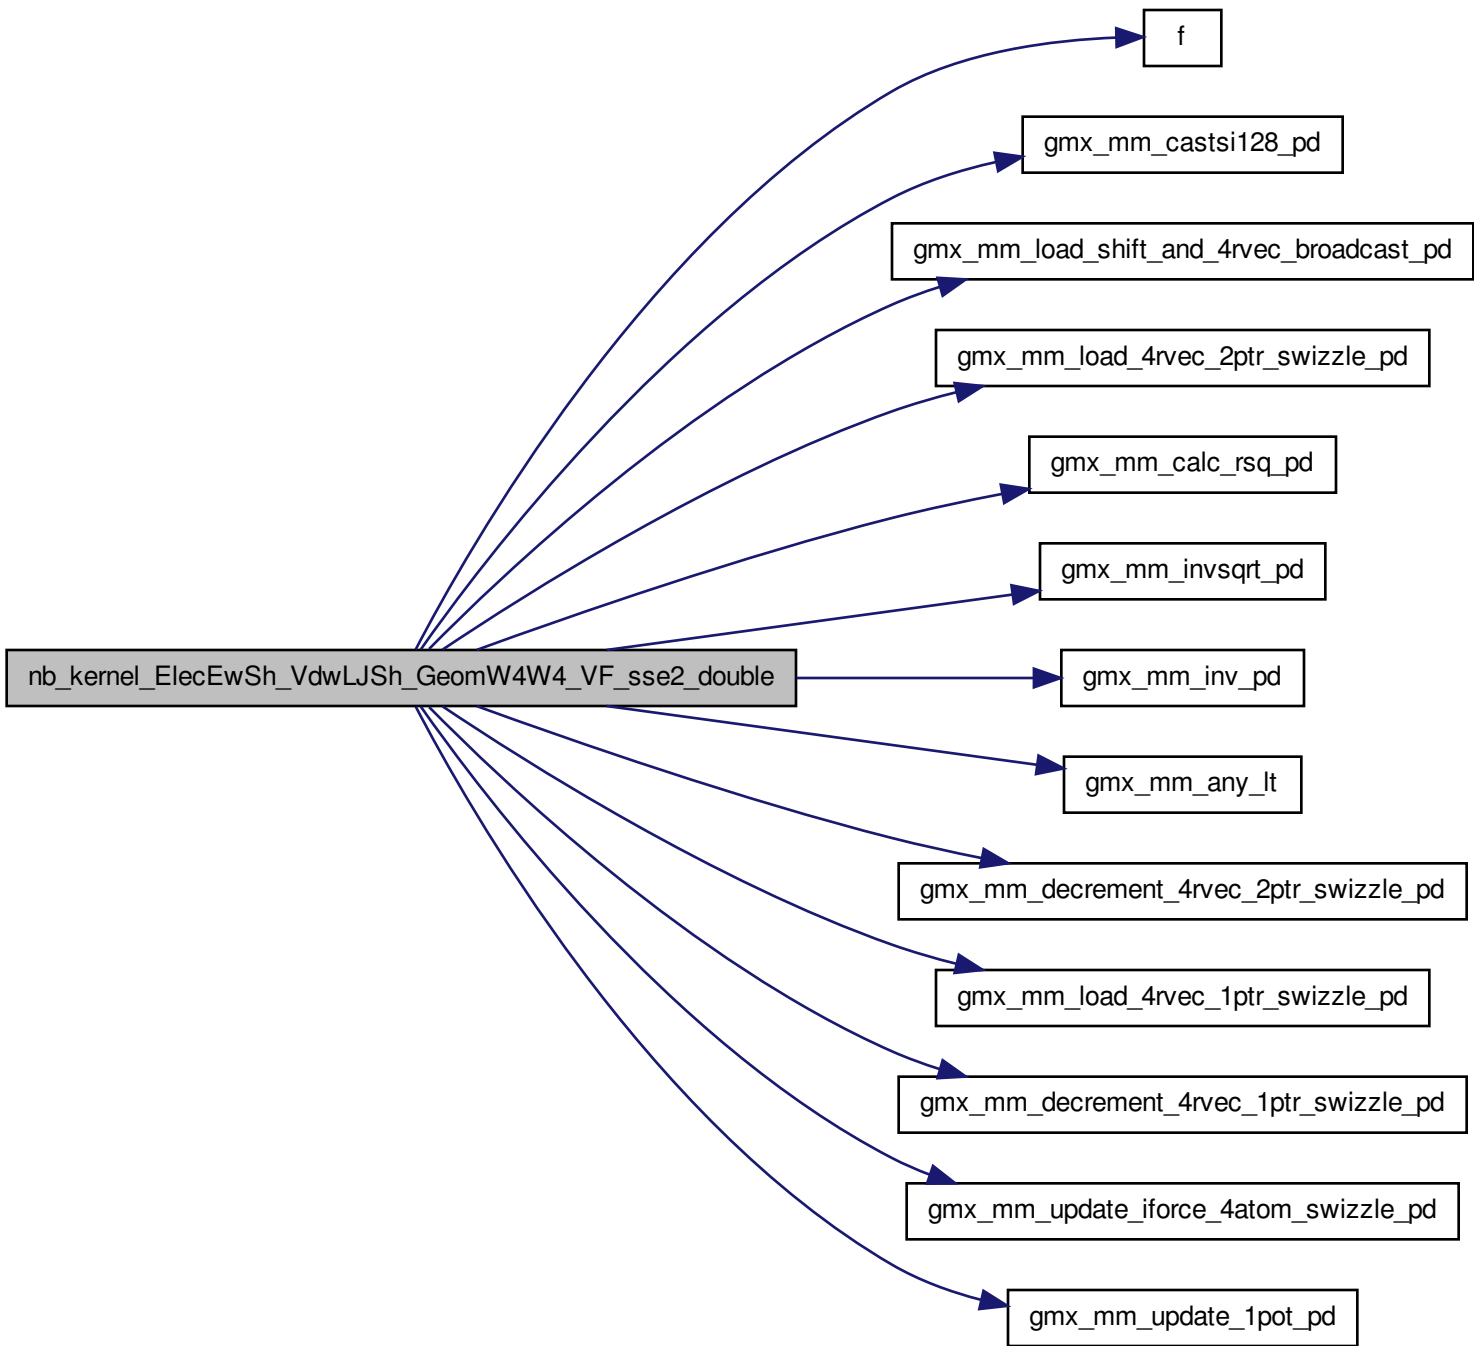 f
gmx_mm_castsi128_pd
gmx_mm_load_shift_and_4rvec_broadcast_pd
gmx_mm_load_4rvec_2ptr_swizzle_pd
gmx_mm_calc_rsq_pd
gmx_mm_invsqrt_pd
nb_kernel_ElecEwSh_VdwLJSh_GeomW4W4_VF_sse2_double
gmx_mm_inv_pd
gmx_mm_any_lt
gmx_mm_decrement_4rvec_2ptr_swizzle_pd
gmx_mm_load_4rvec_1ptr_swizzle_pd
gmx_mm_decrement_4rvec_1ptr_swizzle_pd
gmx_mm_update_iforce_4atom_swizzle_pd
gmx_mm_update_1pot_pd